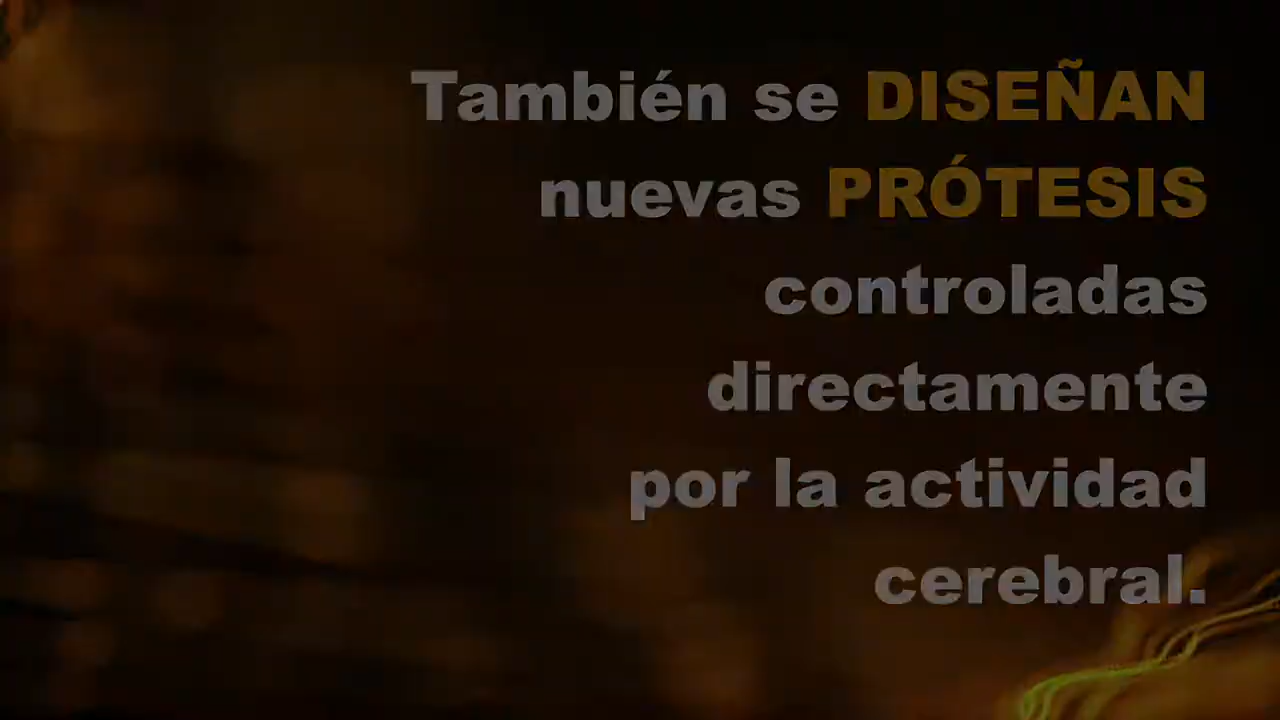 También se DISEÑAN
nuevas PRÓTESIS
controladas
directamente
por la actividad
cerebral.